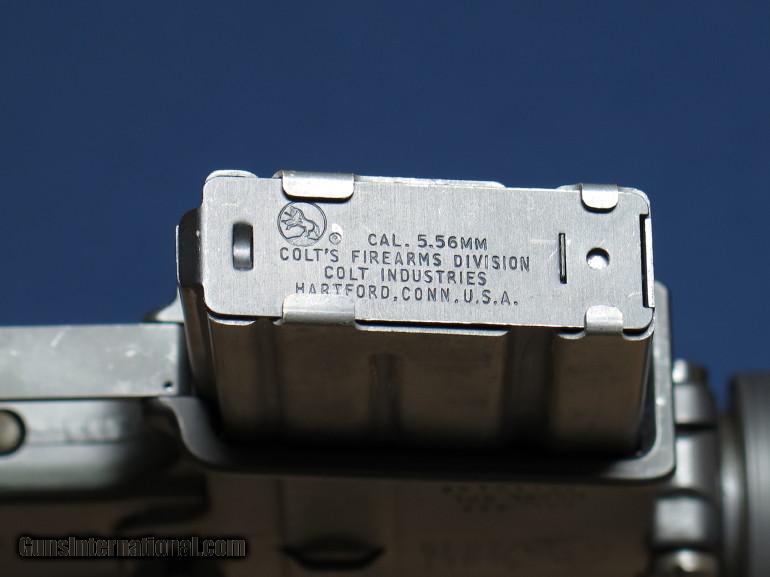 ®
CAL. 5.56MM
COLT'S FIREARMS DIVISION
COLT INDUSTRIES
HARTFORD, CONN. U.S.A.
GunsInternational.com